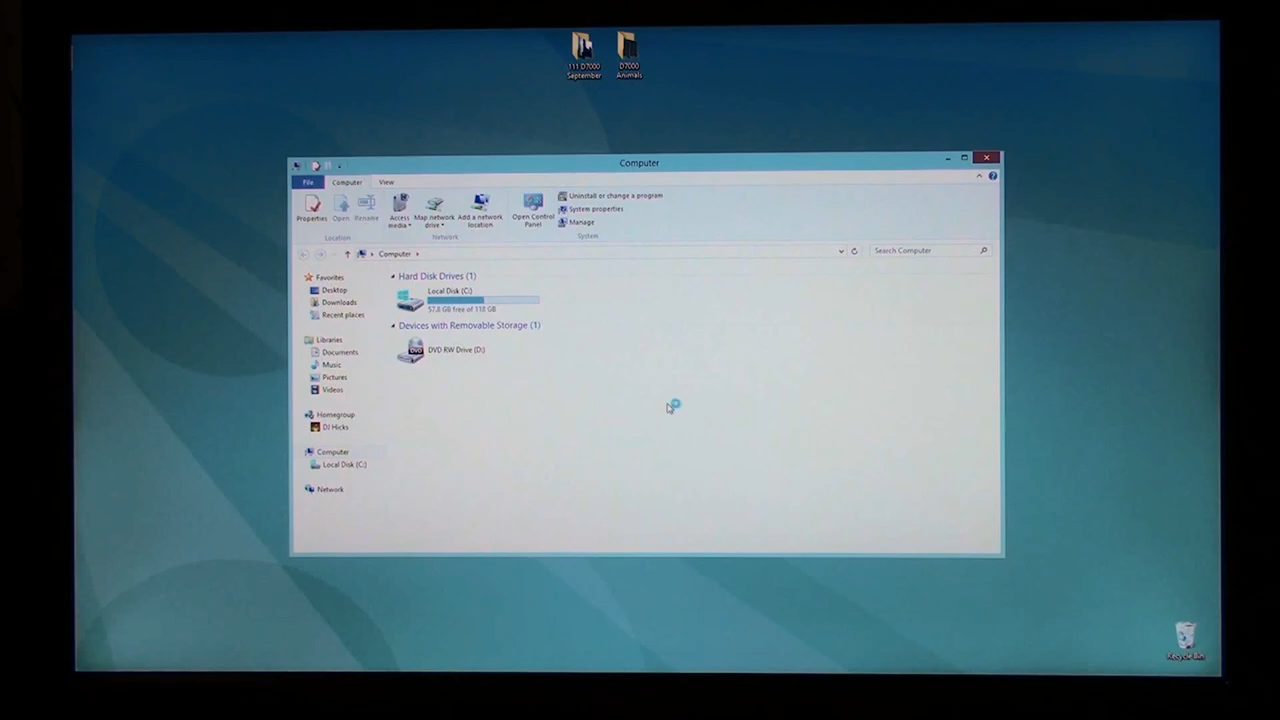 111 D7000
September
D7000
Animals
Computer
File
Computer
View
Properties
Open
Rename
Access
media
Map network
drive
Add a network
location
Open Control
Panel
Uninstall or change a program
System properties
Manage
Location
Network
System
Computer
Search Computer
Favorites
Desktop
Downloads
Recent places
Libraries
Documents
Music
Pictures
Videos
Homegroup
DJ Hicks
Computer
Local Disk (C:)
Network
Hard Disk Drives (1)
Local Disk (C:)
57.8 GB free of 118 GB
Devices with Removable Storage (1)
DVD
DVD RW Drive (D:)
Recycle Bin